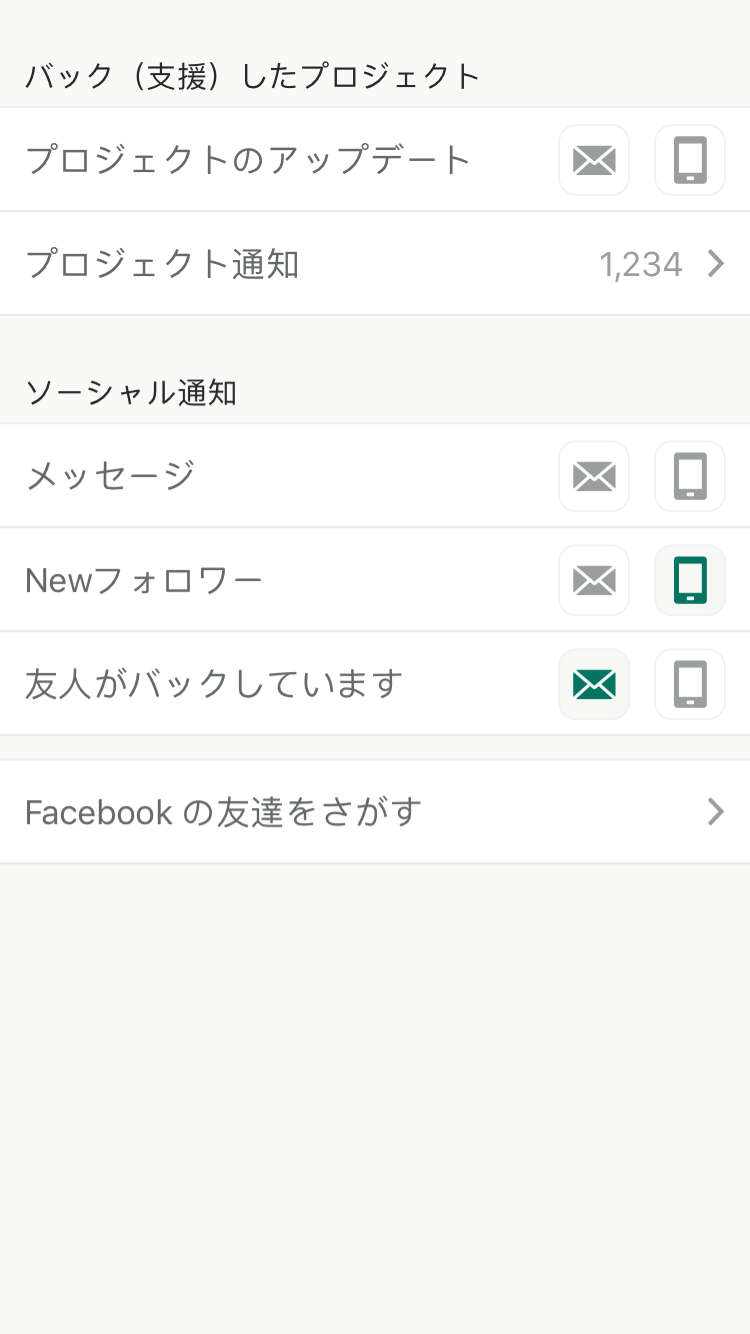 バック（支援）したプロジェクト
プロジェクトのアップデート
プロジェクト通知 1,234
ソーシャル通知
メッセージ
Newフォロワー
友人がバックしています
Facebook の友達をさがす